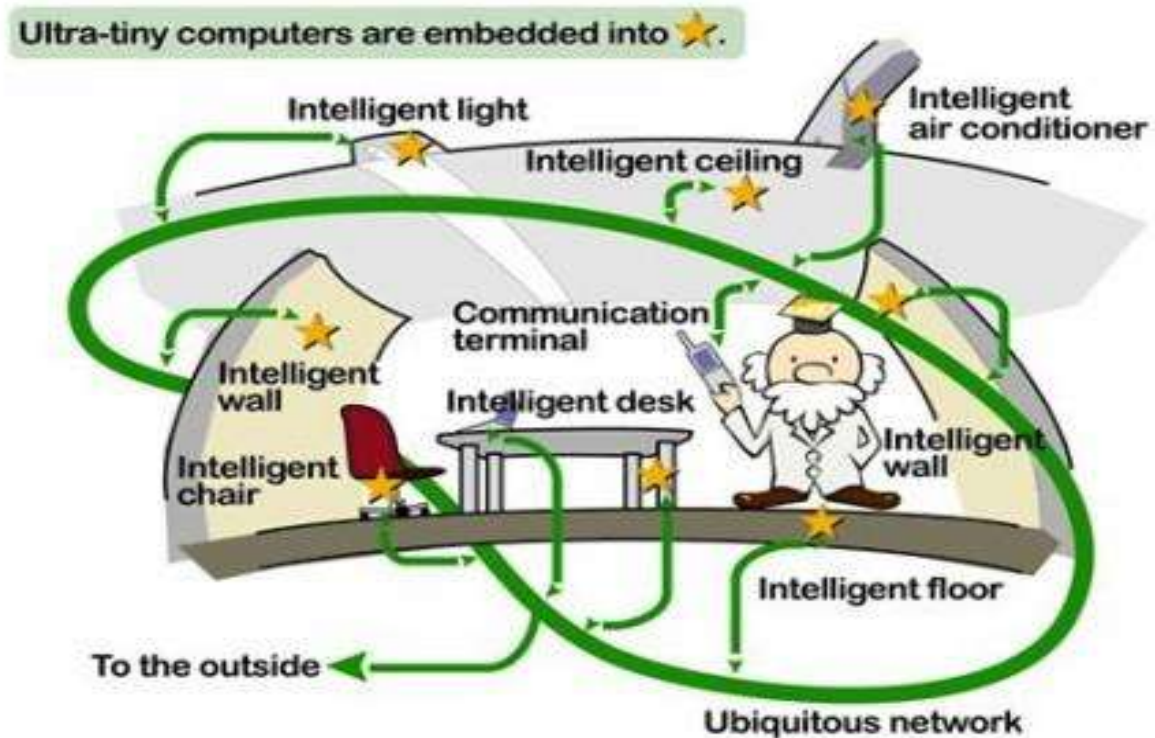 Ultra-tiny computers are embedded into ★.
Intelligent light
Intelligent
air conditioner
Intelligent ceiling
Communication
terminal
Intelligent
wall
Intelligent desk
Intelligent
wall
Intelligent
chair
Intelligent floor
To the outside
Ubiquitous network